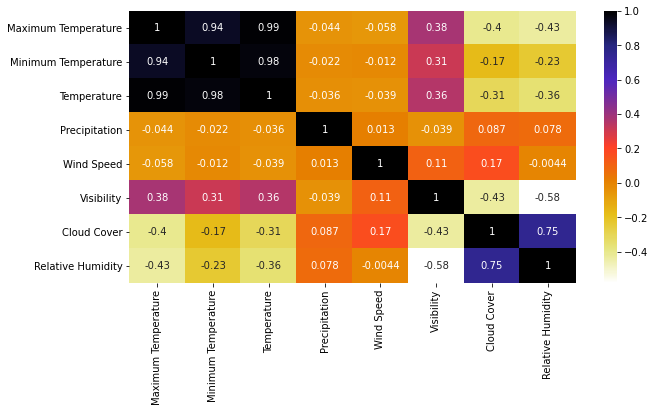 Maximum Temperature 1 0.94 0.99 -0.044 -0.058 0.38 -0.4 -0.43
Minimum Temperature 0.94 1 0.98 -0.022 -0.012 0.31 -0.17 -0.23
Temperature 0.99 0.98 1 -0.036 -0.039 0.36 -0.31 -0.36
Precipitation -0.044 -0.022 -0.036 1 0.013 -0.039 0.087 0.078
Wind Speed -0.058 -0.012 -0.039 0.013 1 0.11 0.17 -0.0044
Visibility 0.38 0.31 0.36 -0.039 0.11 1 -0.43 -0.58
Cloud Cover -0.4 -0.17 -0.31 0.087 0.17 -0.43 1 0.75
Relative Humidity -0.43 -0.23 -0.36 0.078 -0.0044 -0.58 0.75 1
Maximum Temperature
Minimum Temperature
Temperature
Precipitation
Wind Speed
Visibility
Cloud Cover
Relative Humidity
1.0
0.8
0.6
0.4
0.2
0.0
−0.2
−0.4